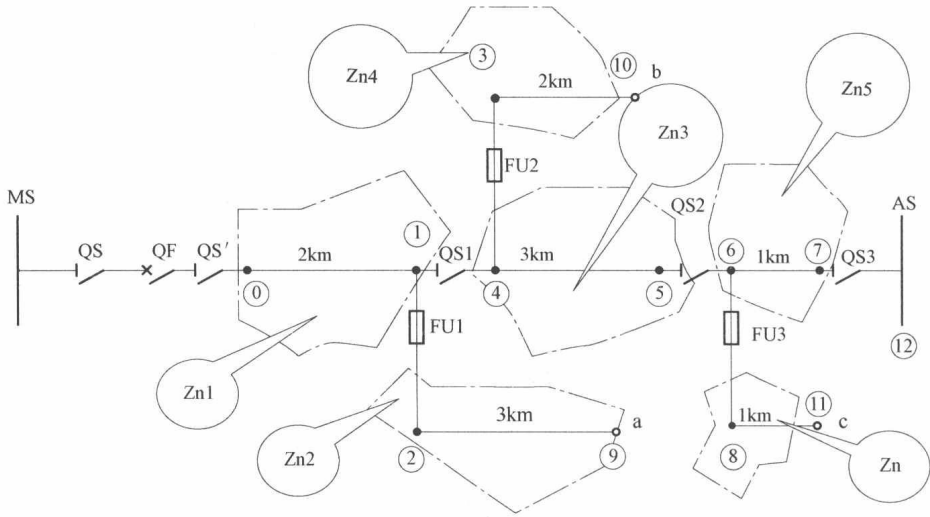 ③
⑩
b
Zn4
2km
Zn5
Zn3
FU2
MS
QS2
AS
QS
QF
QS′
①
QS1
3km
⑥
⑦
2km
1km
QS3
⓪
④
⑤
FU1
FU3
⑫
Zn1
3km
a
1km
⑪
c
Zn2
②
⑨
⑧
Zn